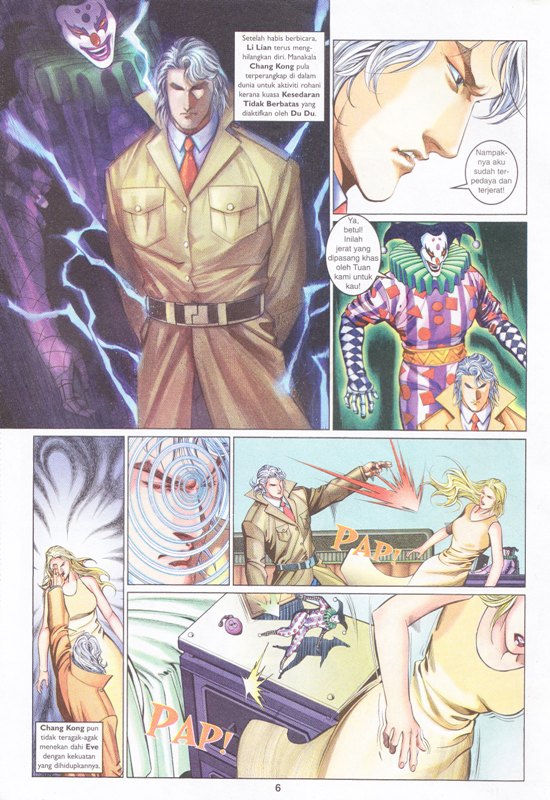 Setelah habis berbicara,
Li Lian terus meng-
hilangkan diri. Manakala
Chang Kong pula
terperangkap di dalam
dunia untuk aktiviti rohani
kerana kuasa Kesedaran
Tidak Berbatas yang
diaktifkan oleh Du Du.
Nampak-
nya aku
sudah ter-
pedaya dan
terjerat!
Ya,
betul!
Inilah
jerat yang
dipasang khas
oleh Tuan
kami untuk
kau!
Chang Kong pun
tidak teragak-agak
menekan dahi Eve
dengan kekuatan
yang dihidupkannya.
PAP!
PAP!
6